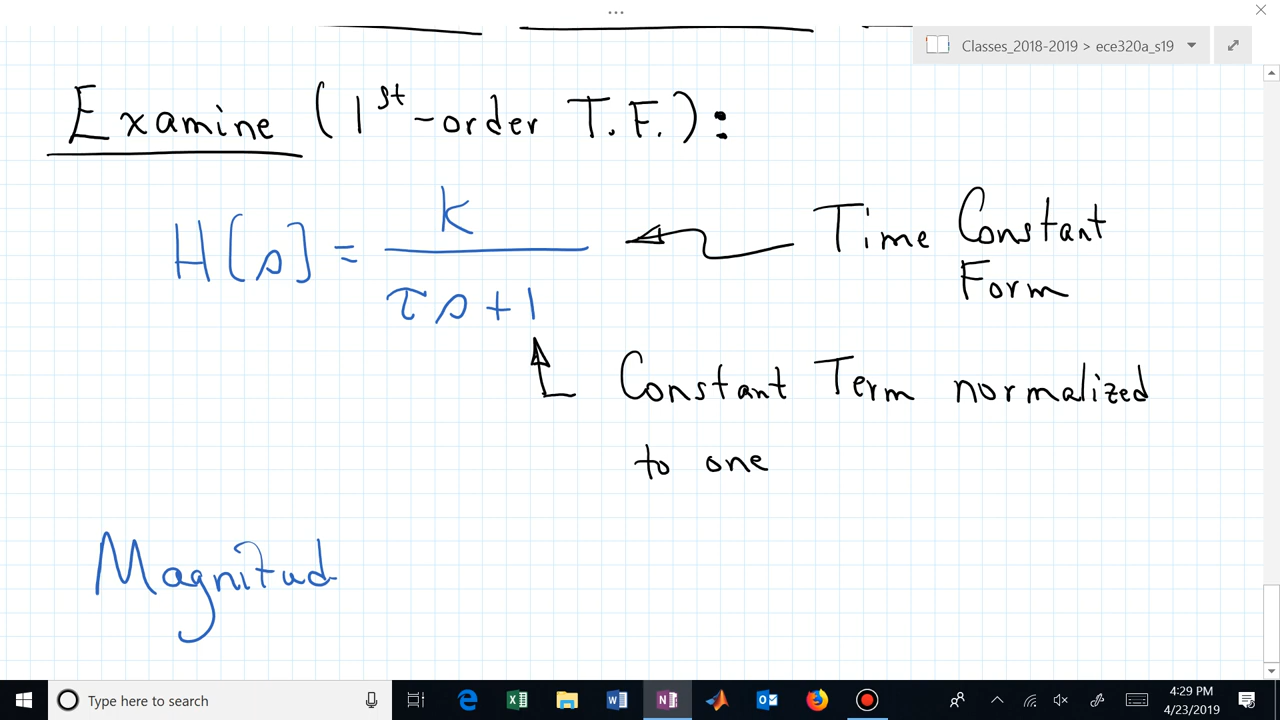 Classes_2018-2019 > ece320a_s19
Examine (1st-order T.F.):
H(s) = K / (τs+1)
Time Constant
Form
Constant Term normalized
to one
Magnitud
Type here to search
4:29 PM
4/23/2019